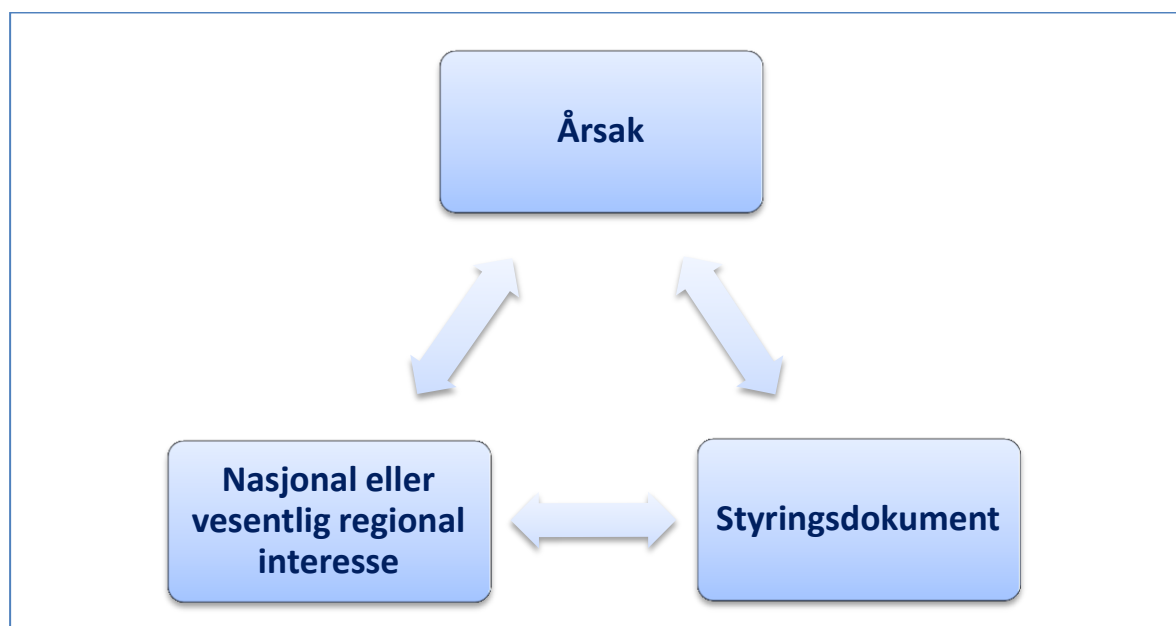 Årsak
Nasjonal eller
vesentlig regional
interesse
Styringsdokument